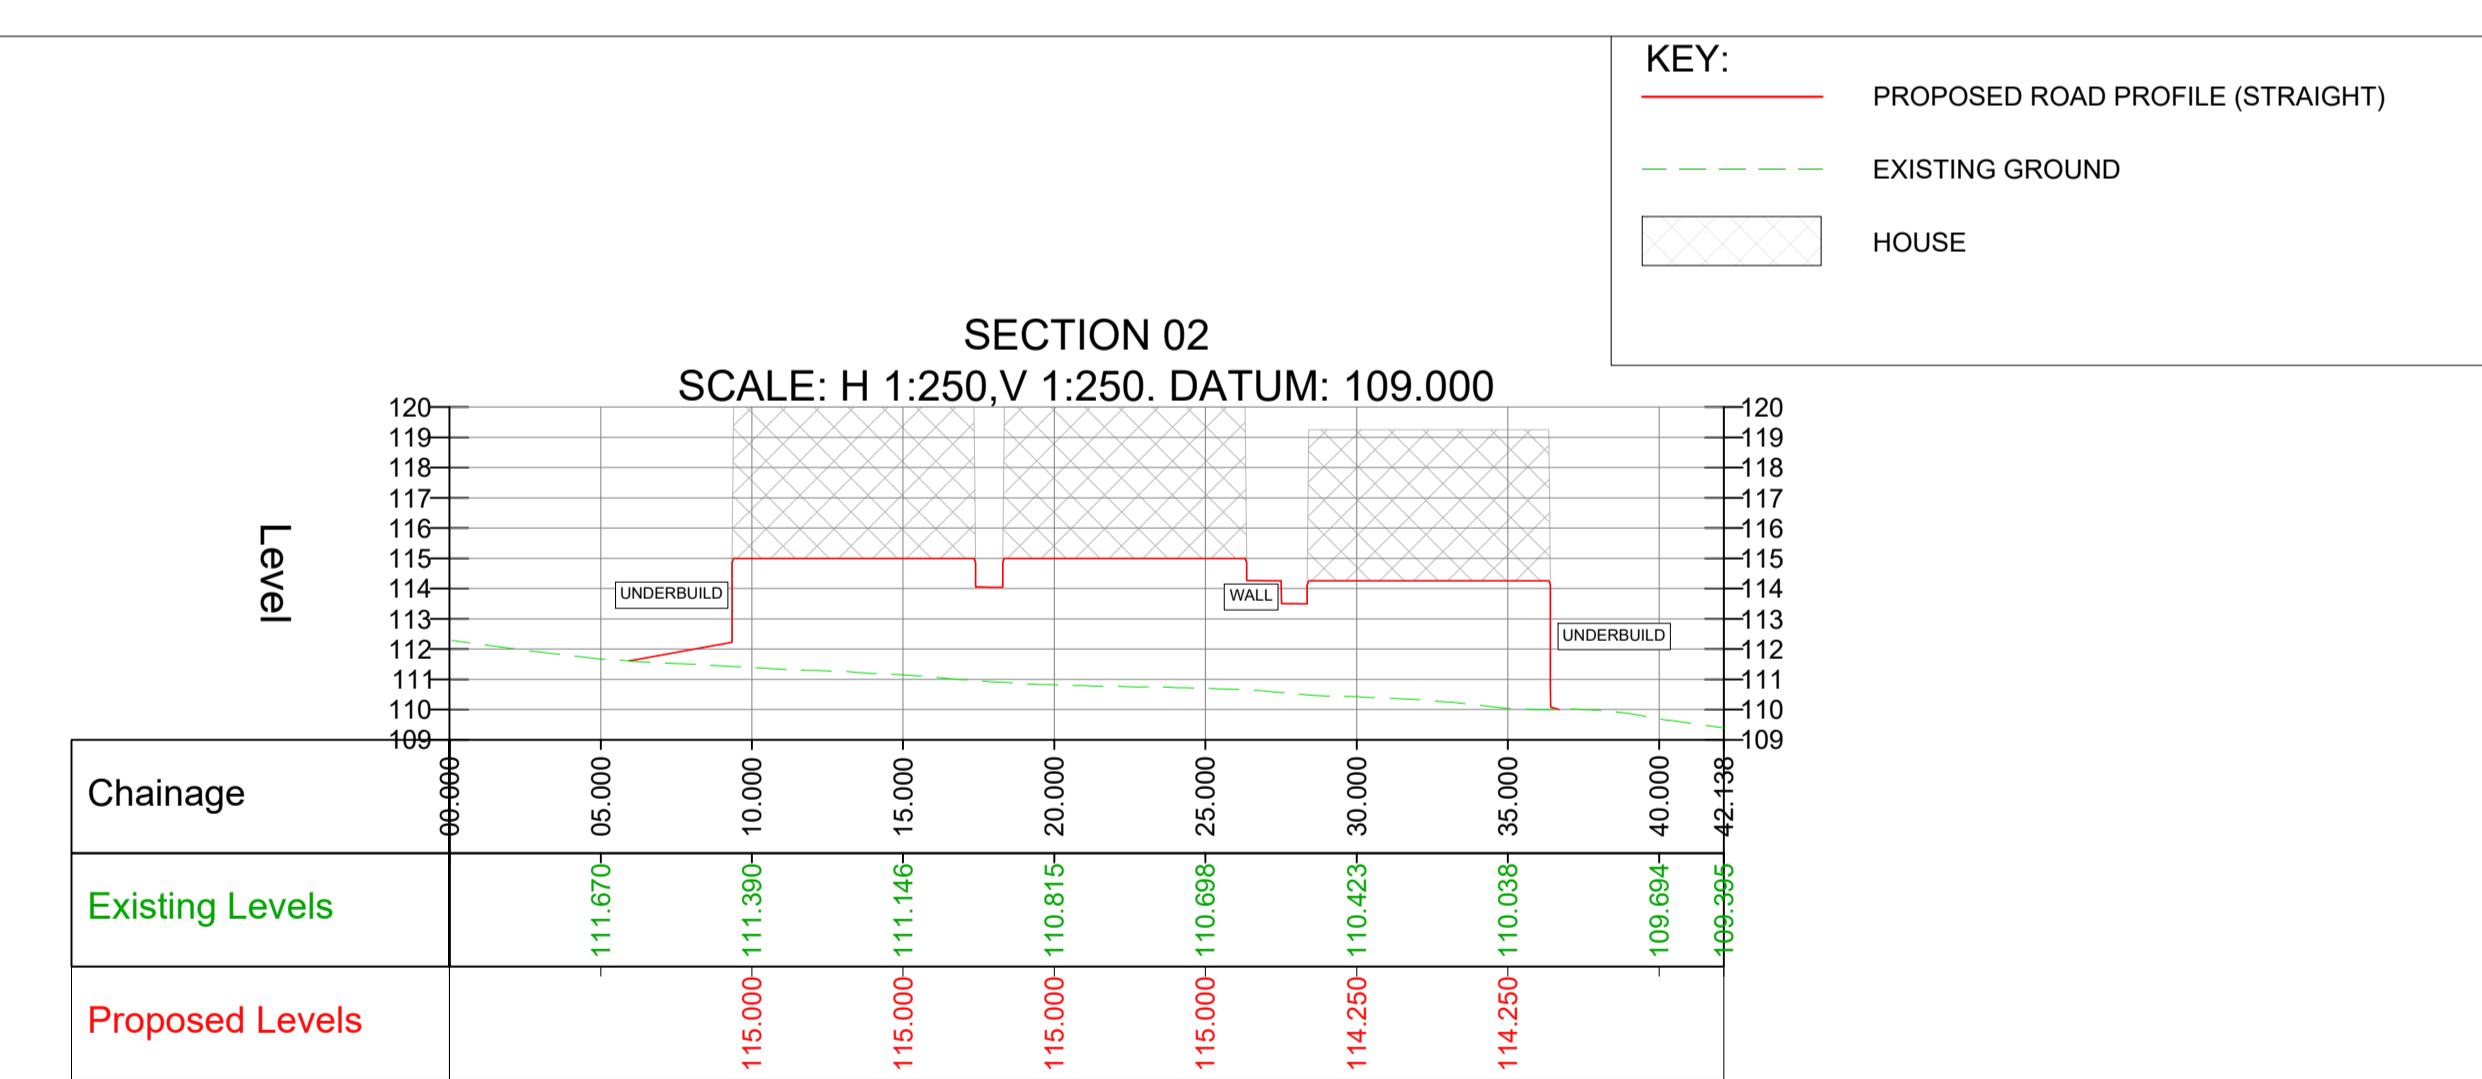 KEY:
PROPOSED ROAD PROFILE (STRAIGHT)
EXISTING GROUND
HOUSE
SECTION 02
SCALE: H 1:250,V 1:250. DATUM: 109.000
Level
120 120
119 119
118 118
117 117
116 116
115 115
114 114
113 113
112 112
111 111
110 110
109 109
UNDERBUILD
WALL
UNDERBUILD
Chainage 00.000 05.000 10.000 15.000 20.000 25.000 30.000 35.000 40.000 42.138
Existing Levels 111.670 111.390 111.146 110.815 110.698 110.423 110.038 109.694 109.395
Proposed Levels 115.000 115.000 115.000 115.000 114.250 114.250